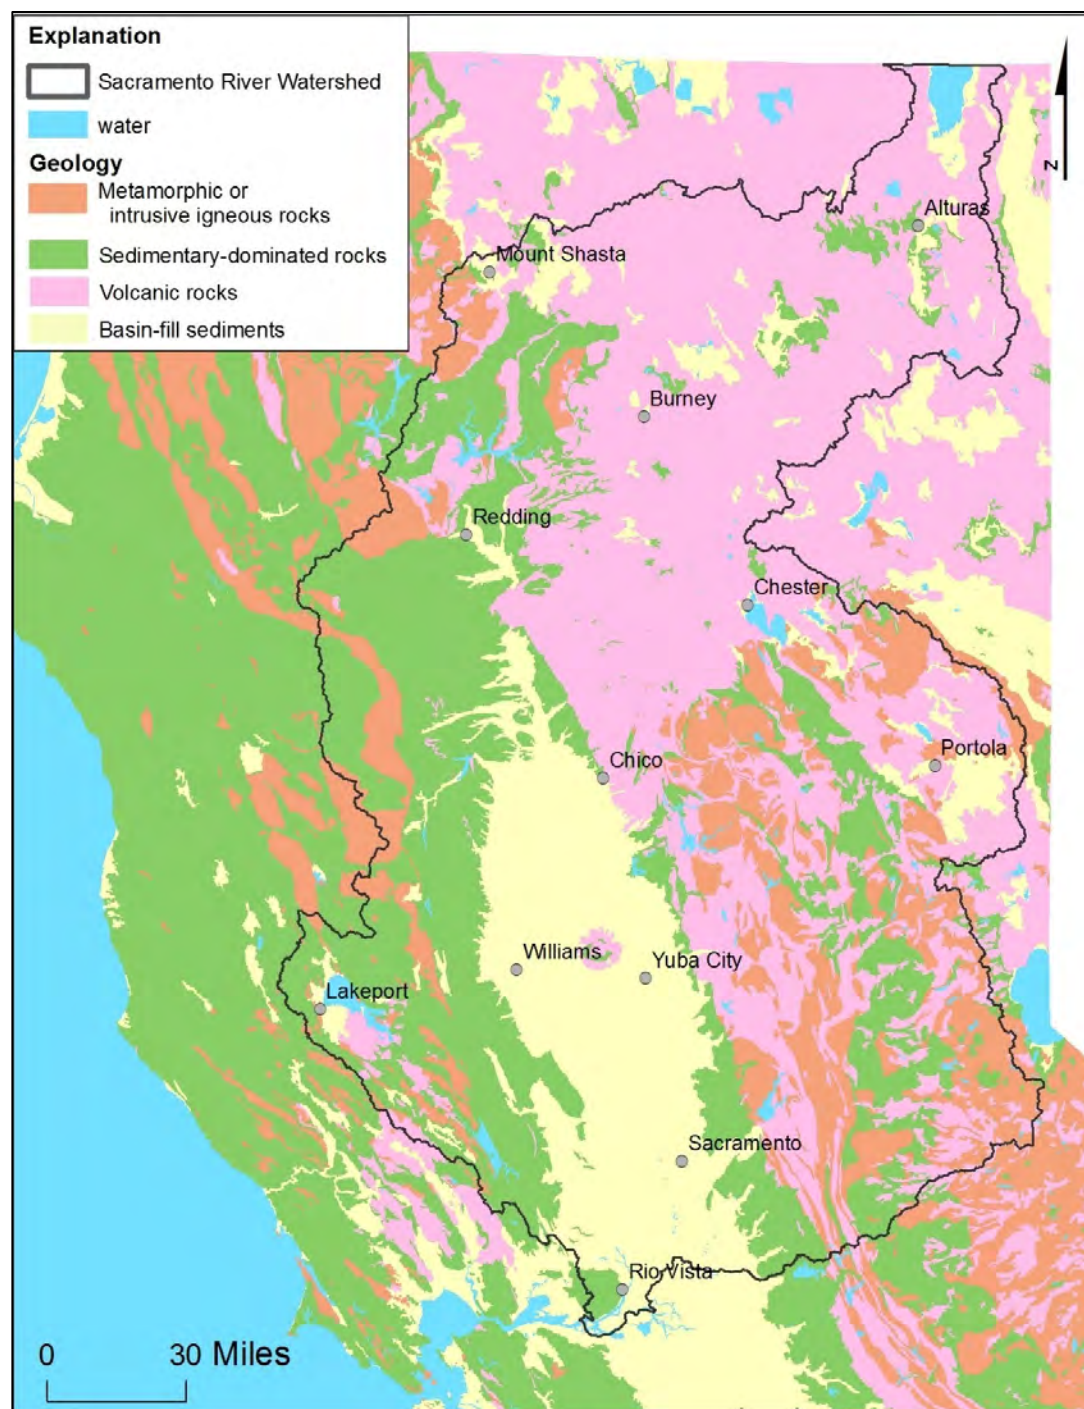 Explanation
Sacramento River Watershed
water
Geology
Metamorphic or
intrusive igneous rocks
Sedimentary-dominated rocks
Volcanic rocks
Basin-fill sediments
N
Alturas
Mount Shasta
Burney
Redding
Chester
Portola
Chico
Williams
Yuba City
Lakeport
Sacramento
Rio Vista
0 30 Miles